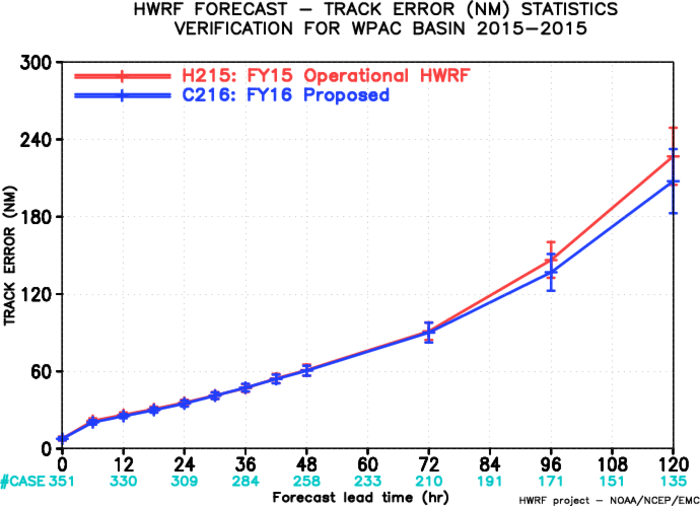 HWRF FORECAST – TRACK ERROR (NM) STATISTICS
VERIFICATION FOR WPAC BASIN 2015–2015
H215: FY15 Operational HWRF
C216: FY16 Proposed
TRACK ERROR (NM)
300
240
180
120
60
0
0 12 24 36 48 60 72 84 96 108 120
#CASE 351 330 309 284 258 233 210 191 171 151 135
Forecast lead time (hr)
HWRF project – NOAA/NCEP/EMC